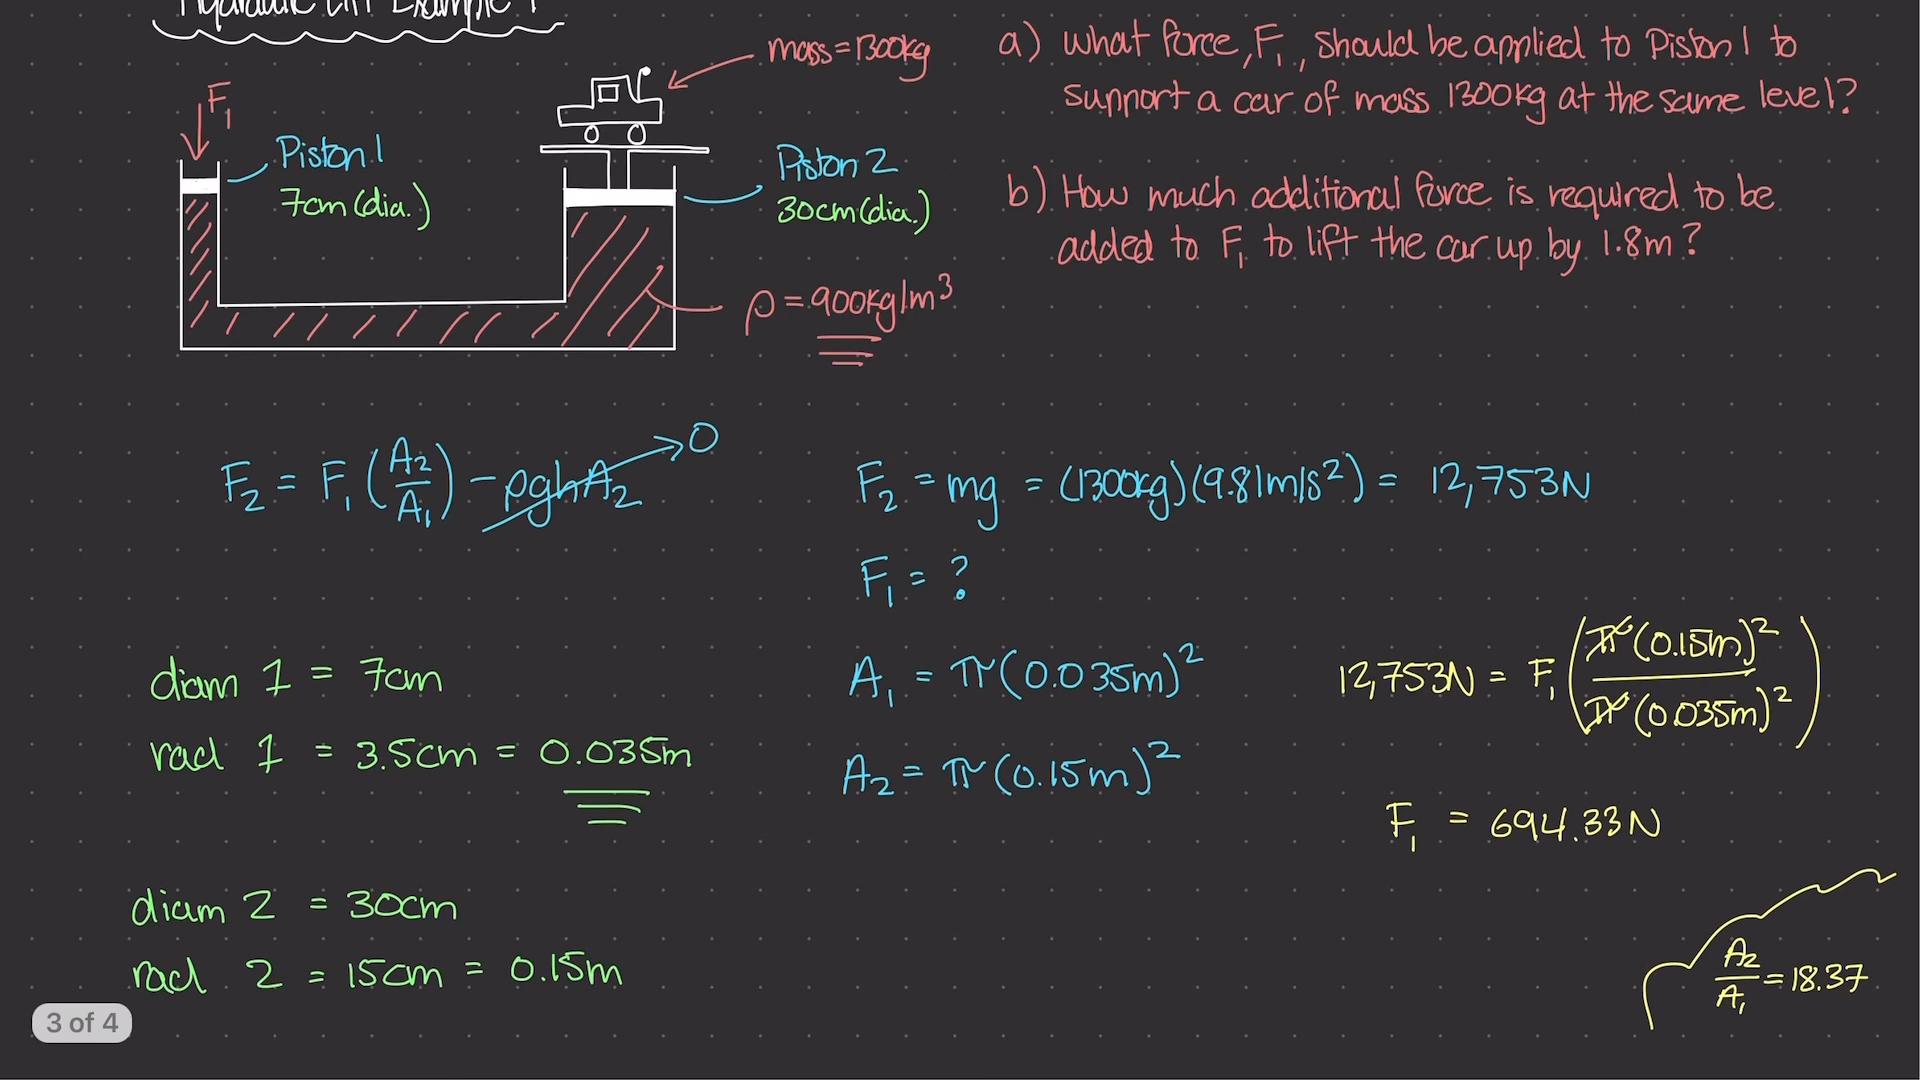 Hydraulic Lift Example 1
mass = 1300kg
F₁
Piston 1
7cm (dia.)
Piston 2
30cm (dia.)
ρ = 900kg/m³
a) What force, F₁, should be applied to Piston 1 to
support a car of mass 1300kg at the same level?
b) How much additional force is required to be
added to F₁ to lift the car up by 1.8m?
F₂ = F₁ (A₂/A₁) - ρghA₂ → 0
F₂ = mg = (1300kg)(9.81m/s²) = 12,753N
F₁ = ?
A₁ = π(0.035m)²
A₂ = π(0.15m)²
diam 1 = 7cm
rad 1 = 3.5cm = 0.035m
diam 2 = 30cm
rad 2 = 15cm = 0.15m
12,753N = F₁ (π(0.15m)²/π(0.035m)²)
F₁ = 694.33N
A₂/A₁ = 18.37
3 of 4